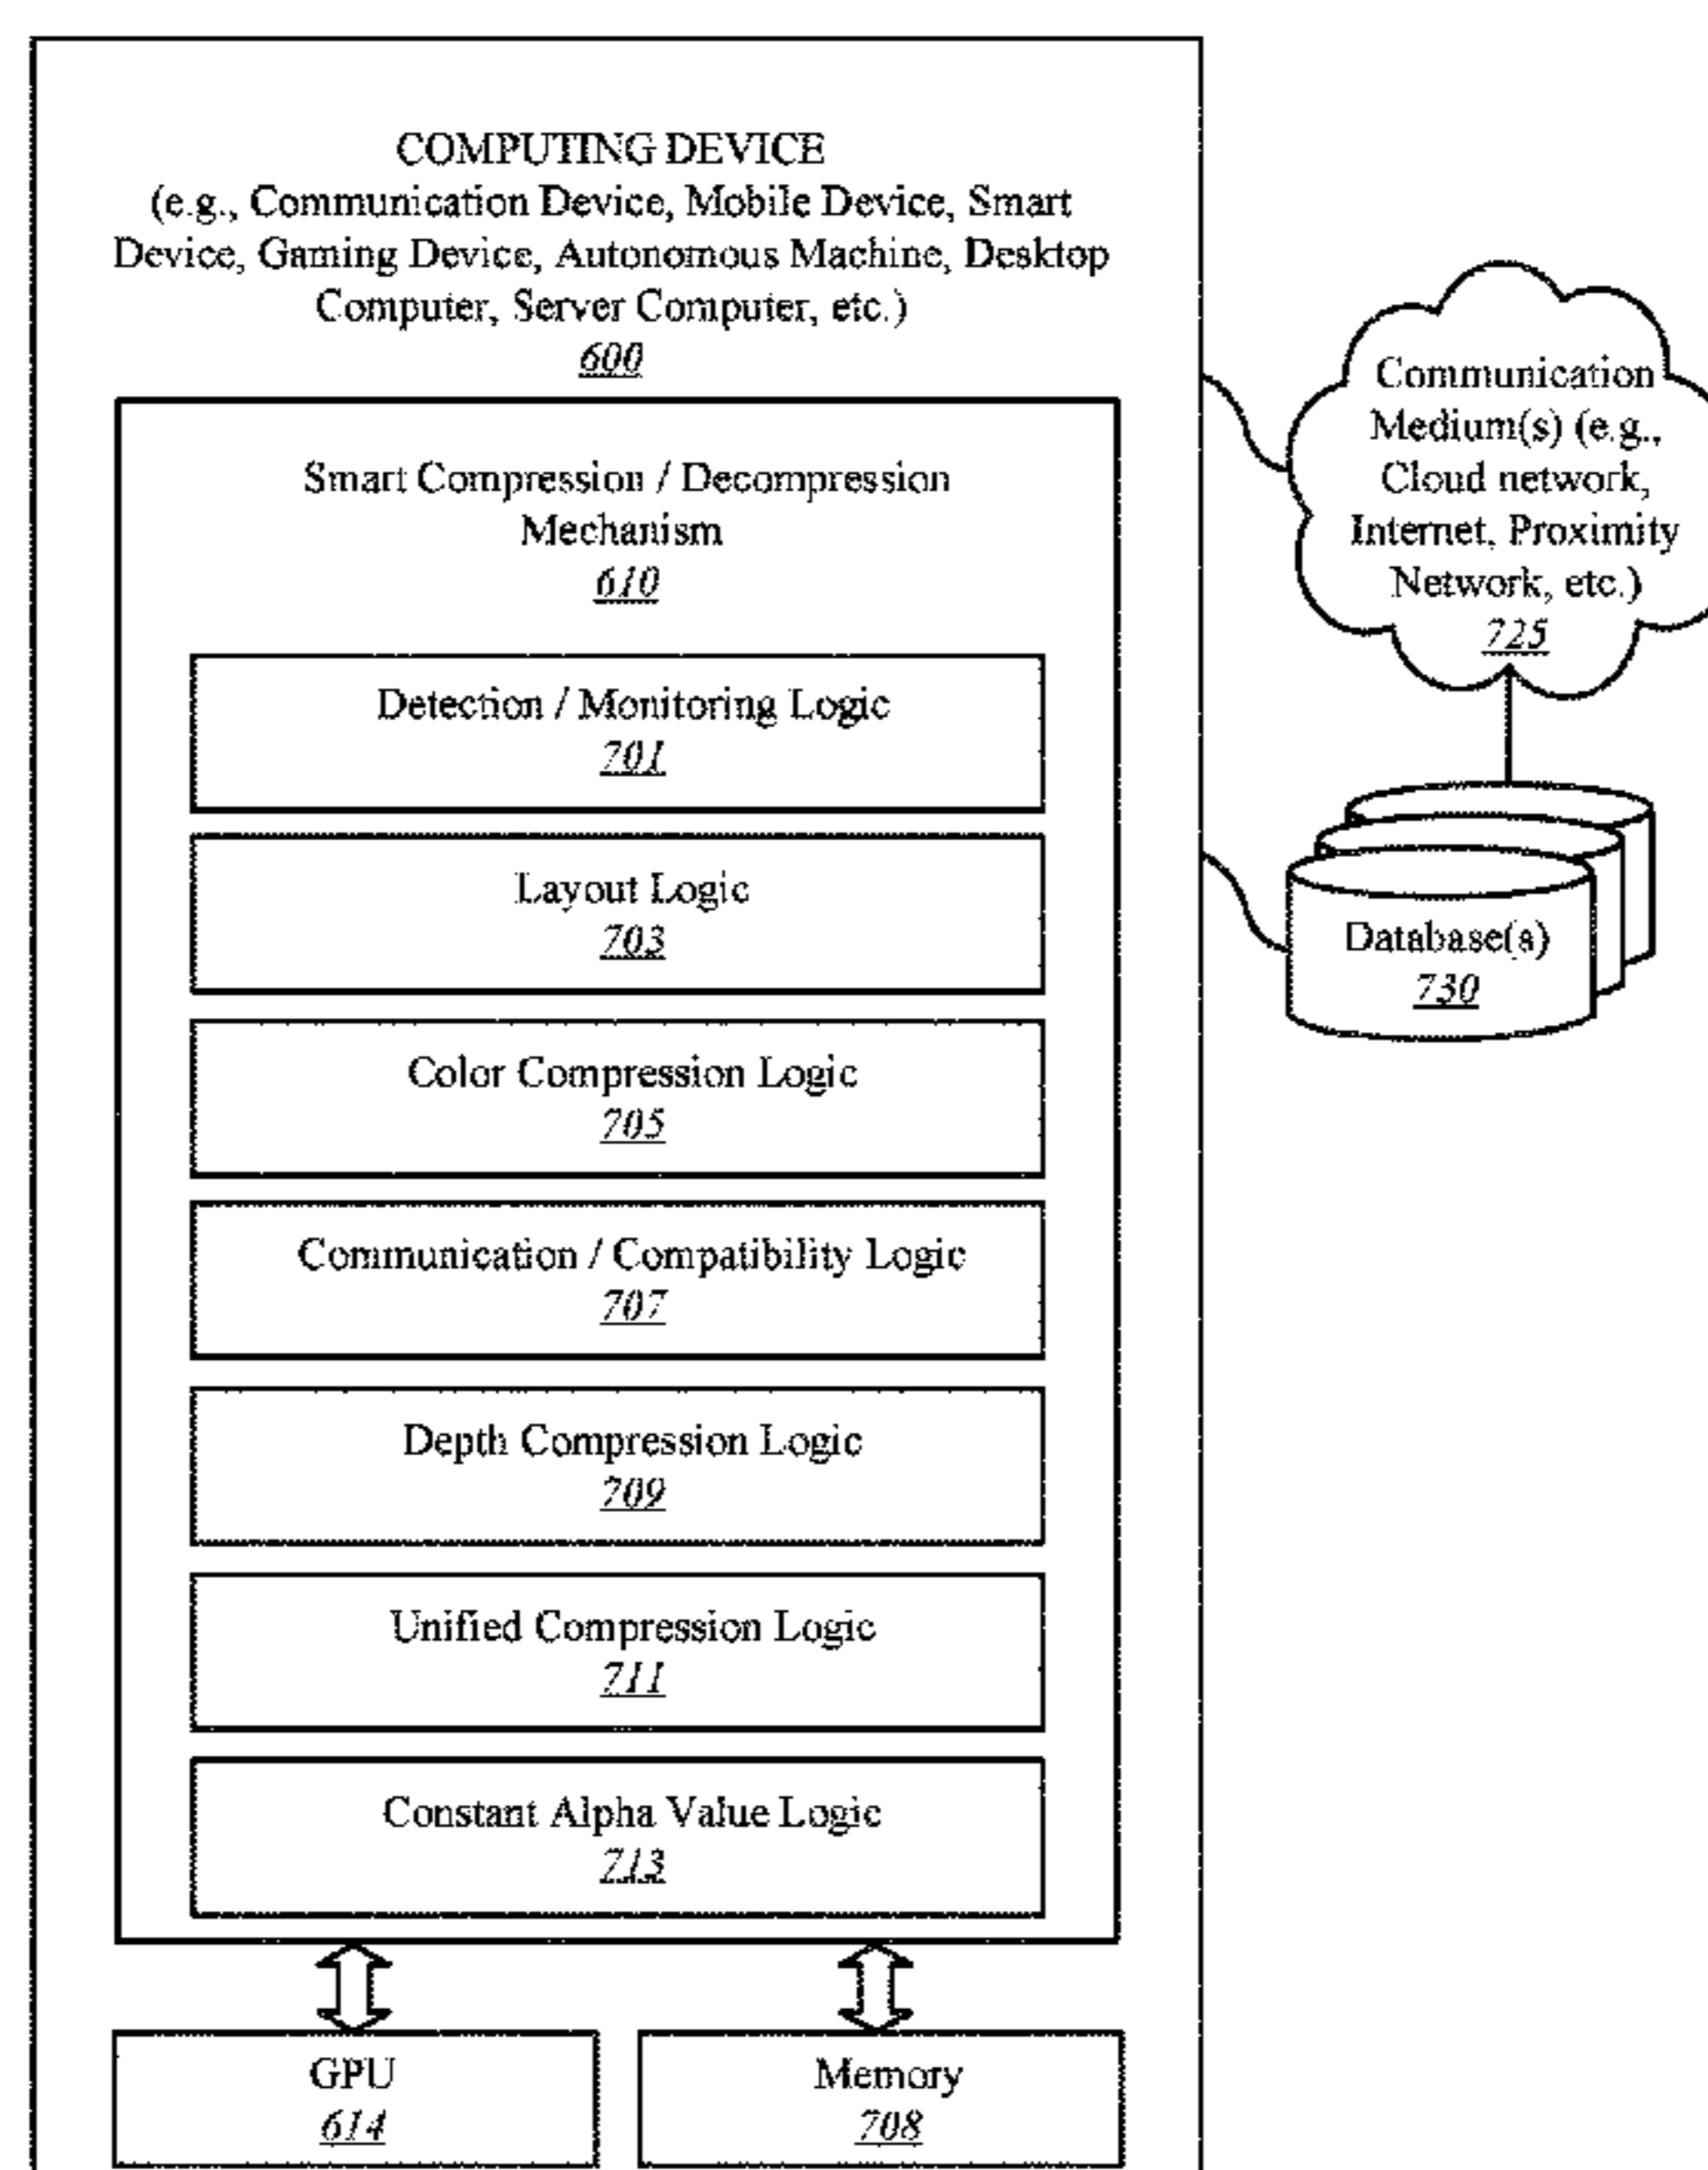 COMPUTING DEVICE
(e.g., Communication Device, Mobile Device, Smart
Device, Gaming Device, Autonomous Machine, Desktop
Computer, Server Computer, etc.)
600
Smart Compression / Decompression
Mechanism
610
Detection / Monitoring Logic
701
Layout Logic
703
Color Compression Logic
705
Communication / Compatibility Logic
707
Depth Compression Logic
709
Unified Compression Logic
711
Constant Alpha Value Logic
713
GPU
614
Memory
708
Communication
Medium(s) (e.g.,
Cloud network,
Internet, Proximity
Network, etc.)
725
Database(s)
730